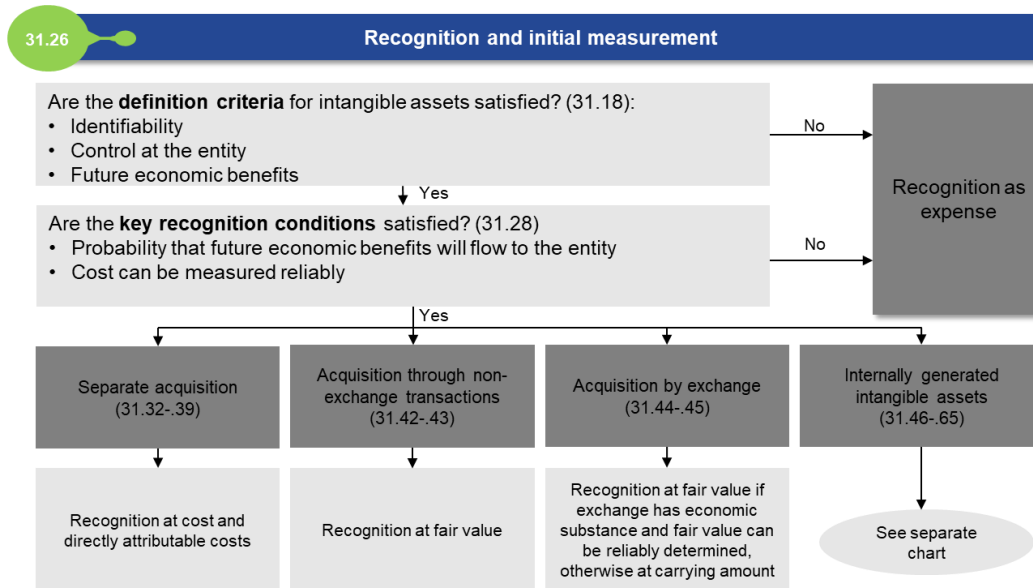 31.26
Recognition and initial measurement
Are the definition criteria for intangible assets satisfied? (31.18):
• Identifiability
• Control at the entity
• Future economic benefits
No
Recognition as
expense
Yes
Are the key recognition conditions satisfied? (31.28)
• Probability that future economic benefits will flow to the entity
• Cost can be measured reliably
No
Yes
Separate acquisition
(31.32-.39)
Acquisition through non-
exchange transactions
(31.42-.43)
Acquisition by exchange
(31.44-.45)
Internally generated
intangible assets
(31.46-.65)
Recognition at cost and
directly attributable costs
Recognition at fair value
Recognition at fair value if
exchange has economic
substance and fair value can
be reliably determined,
otherwise at carrying amount
See separate
chart